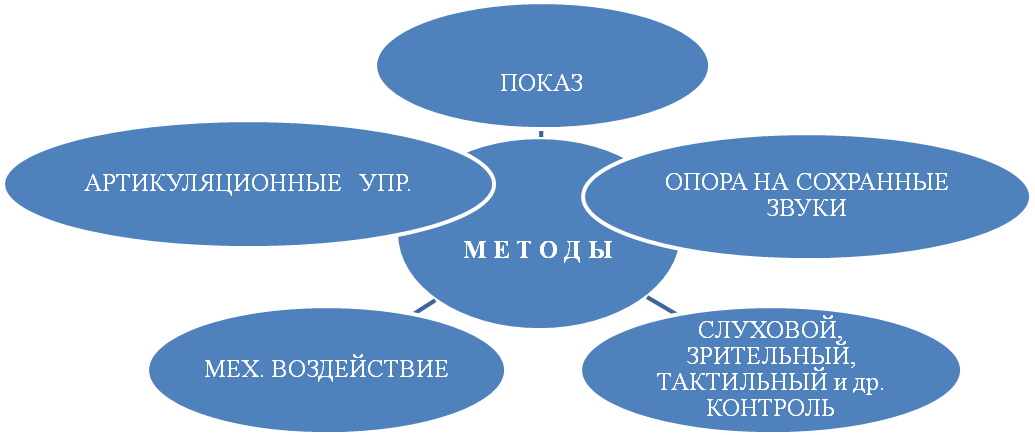 ПОКАЗ
АРТИКУЛЯЦИОННЫЕ УПР.
ОПОРА НА СОХРАННЫЕ
ЗВУКИ
М Е Т О Д Ы
МЕХ. ВОЗДЕЙСТВИЕ
СЛУХОВОЙ,
ЗРИТЕЛЬНЫЙ,
ТАКТИЛЬНЫЙ и др.
КОНТРОЛЬ